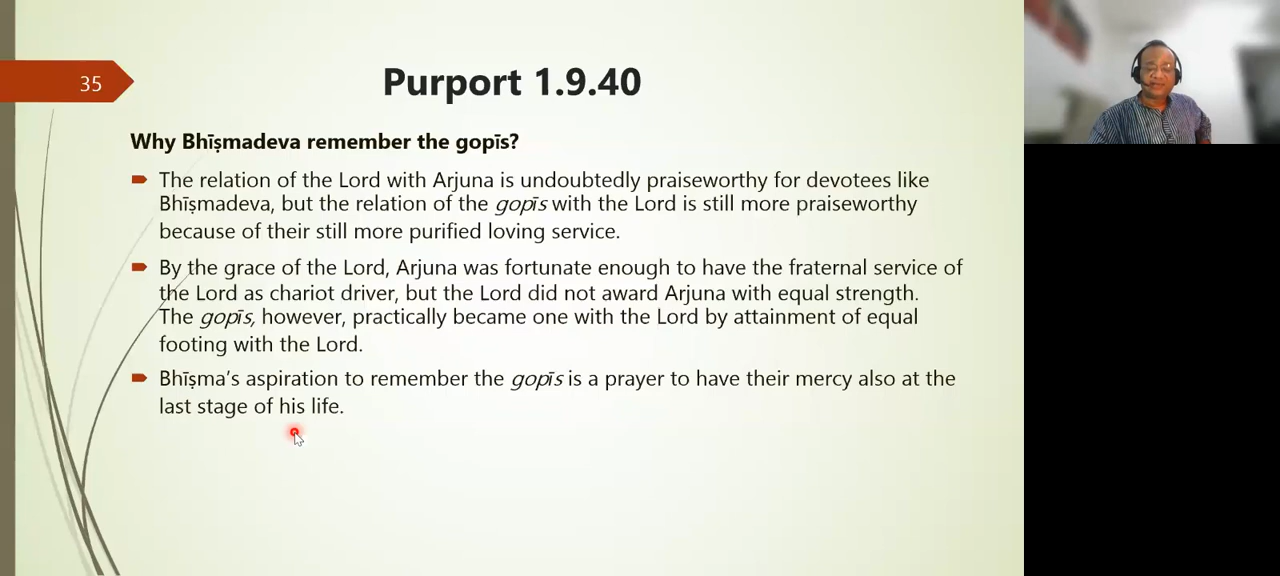 35
Purport 1.9.40
Why Bhīṣmadeva remember the gopīs?
The relation of the Lord with Arjuna is undoubtedly praiseworthy for devotees like
Bhīṣmadeva, but the relation of the gopīs with the Lord is still more praiseworthy
because of their still more purified loving service.
By the grace of the Lord, Arjuna was fortunate enough to have the fraternal service of
the Lord as chariot driver, but the Lord did not award Arjuna with equal strength.
The gopīs, however, practically became one with the Lord by attainment of equal
footing with the Lord.
Bhīṣma’s aspiration to remember the gopīs is a prayer to have their mercy also at the
last stage of his life.